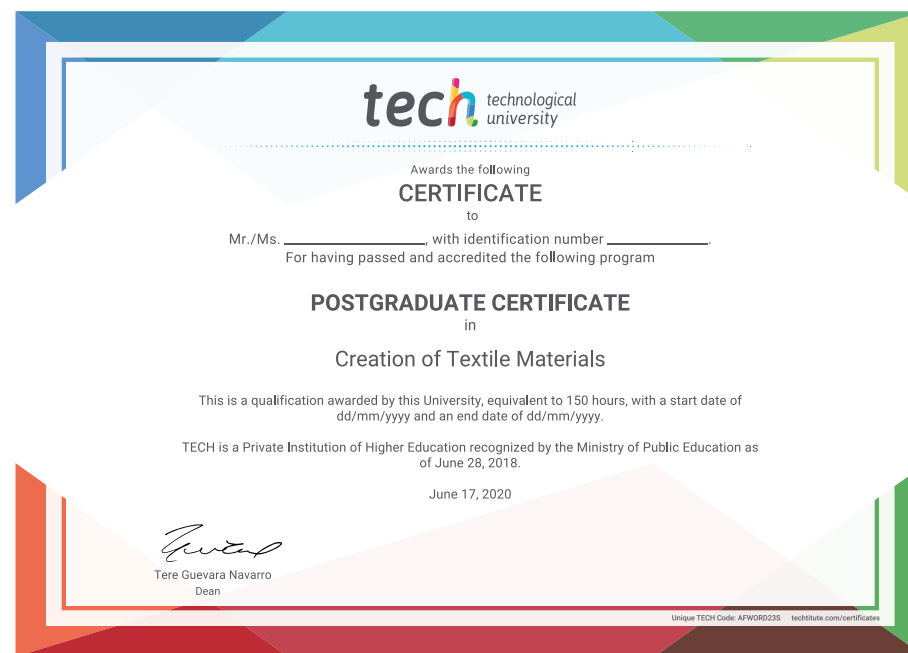 tech technological
university
Awards the following
CERTIFICATE
to
Mr./Ms. ____________________, with identification number ______________.
For having passed and accredited the following program
POSTGRADUATE CERTIFICATE
in
Creation of Textile Materials
This is a qualification awarded by this University, equivalent to 150 hours, with a start date of
dd/mm/yyyy and an end date of dd/mm/yyyy.
TECH is a Private Institution of Higher Education recognized by the Ministry of Public Education as
of June 28, 2018.
June 17, 2020
Tere Guevara Navarro
Dean
Unique TECH Code: AFWORD23S techtitute.com/certificates